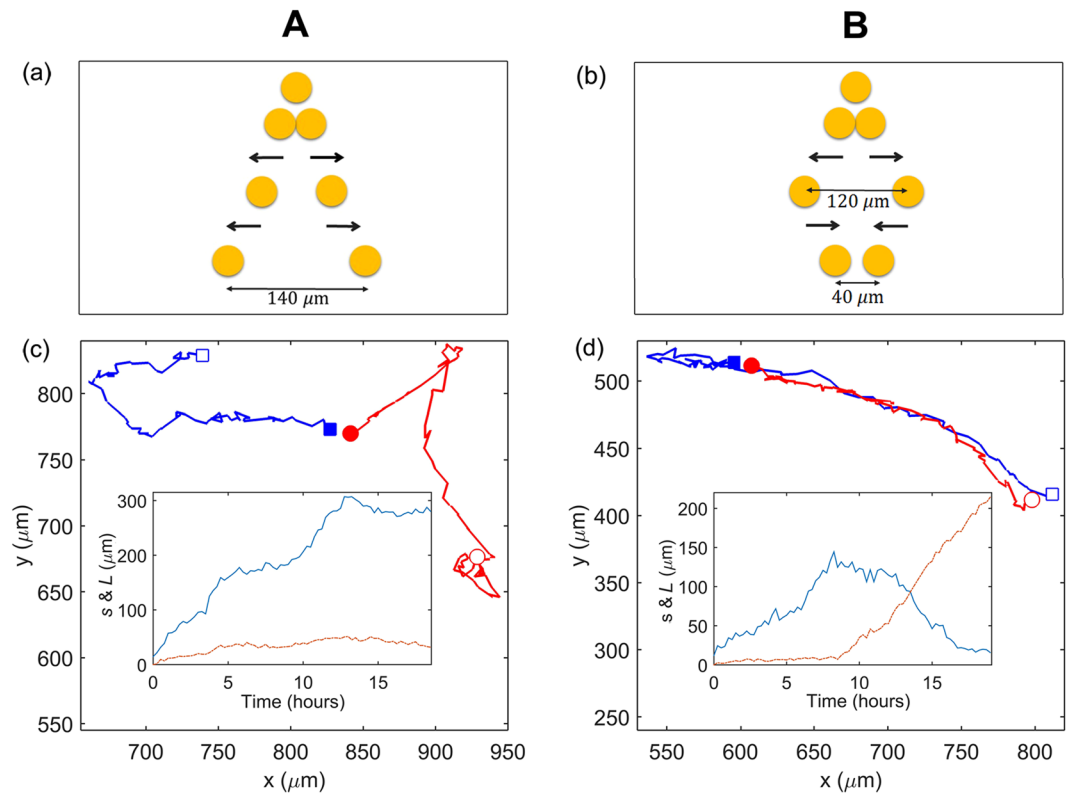 A
B
(a)
140 μm
(b)
120 μm
40 μm
(c)
800
750
700
650
600
550
y (μm)
700
750
800
850
900
950
x (μm)
300
200
100
0
s & L (μm)
0
5
10
15
Time (hours)
(d)
500
450
400
350
300
250
y (μm)
550
600
650
700
750
800
x (μm)
200
150
100
50
0
s & L (μm)
0
5
10
15
Time (hours)